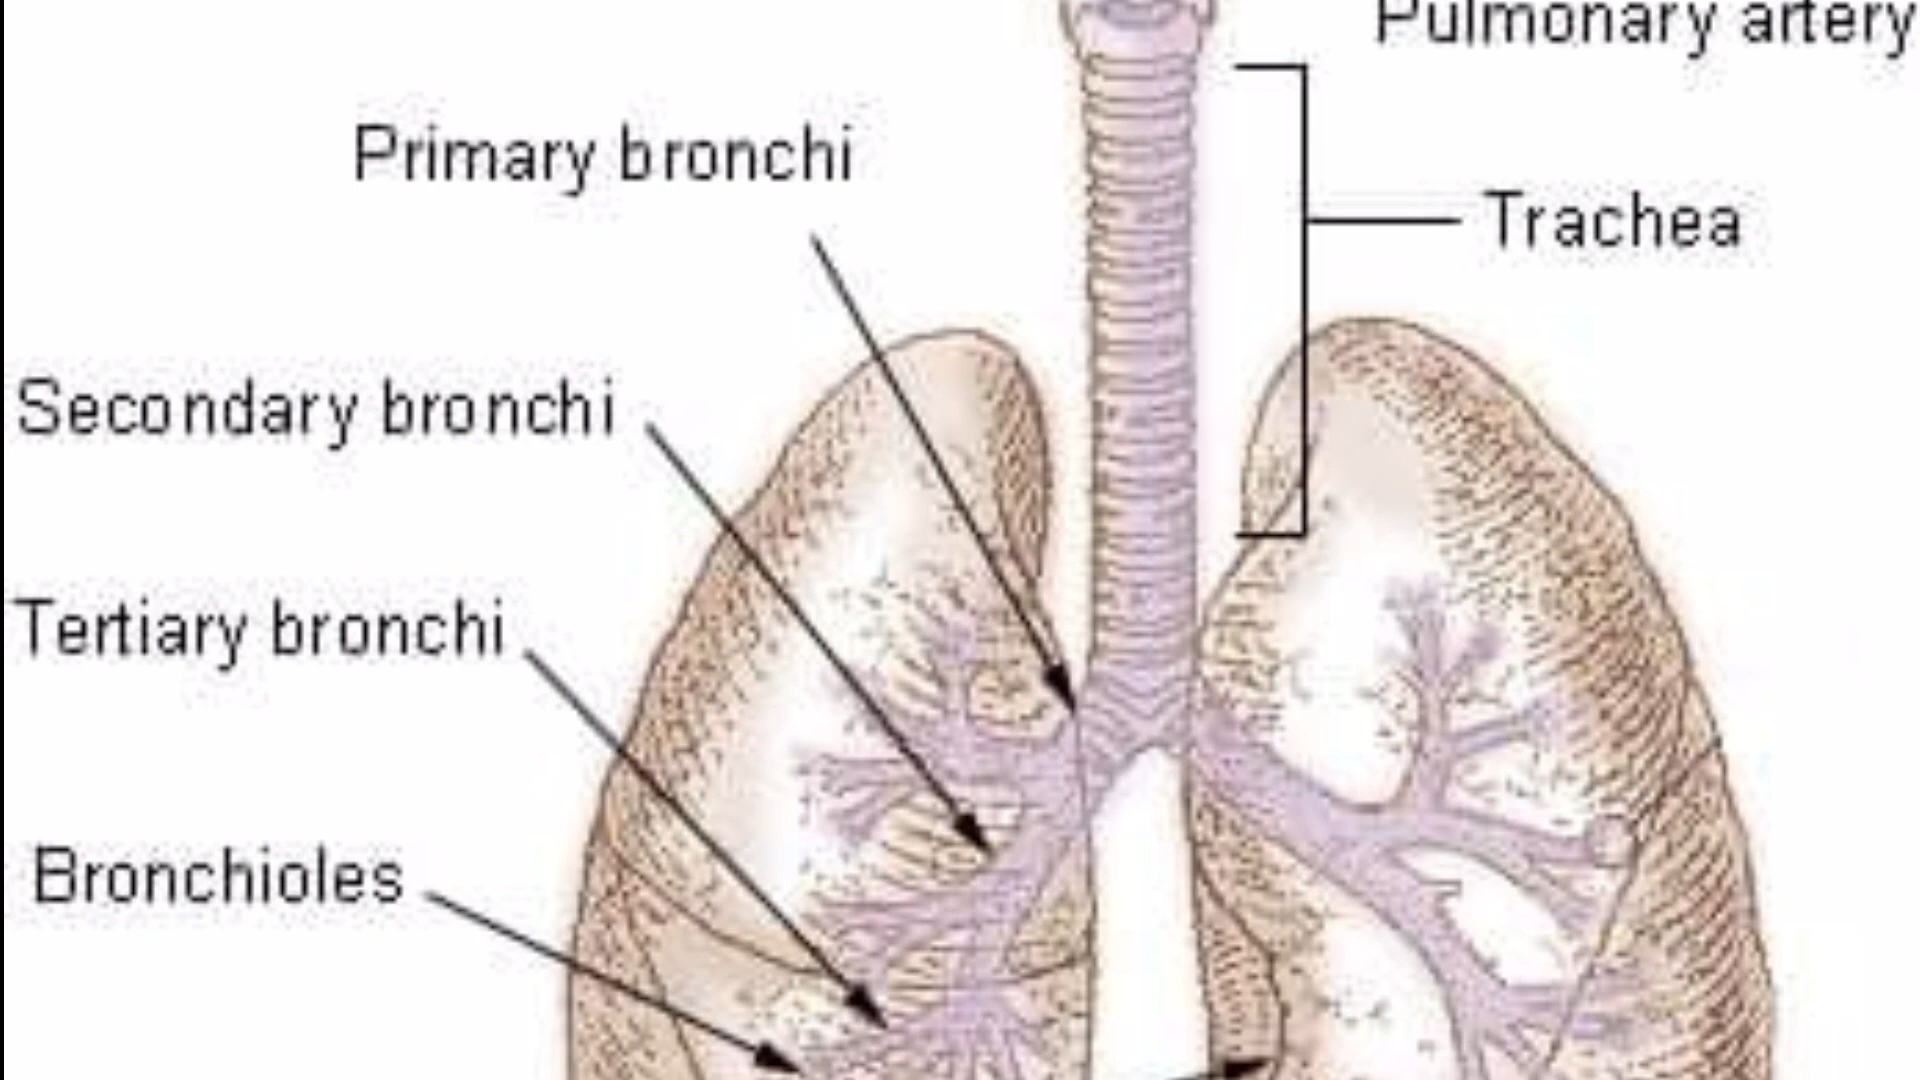 Pulmonary artery
Primary bronchi
Trachea
Secondary bronchi
Tertiary bronchi
Bronchioles